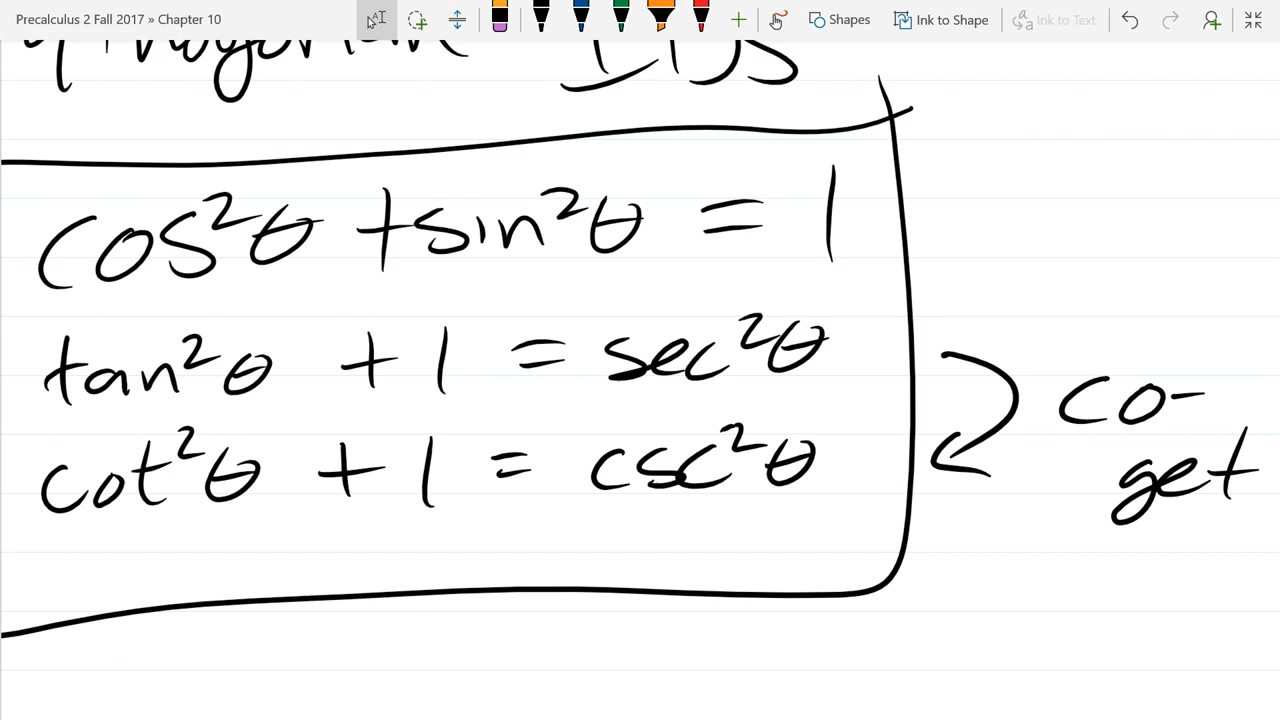 Precalculus 2 Fall 2017 » Chapter 10
Shapes
Ink to Shape
Ink to Text
IDS
cos²θ + sin²θ = 1
tan²θ + 1 = sec²θ
cot²θ + 1 = csc²θ
co-
get